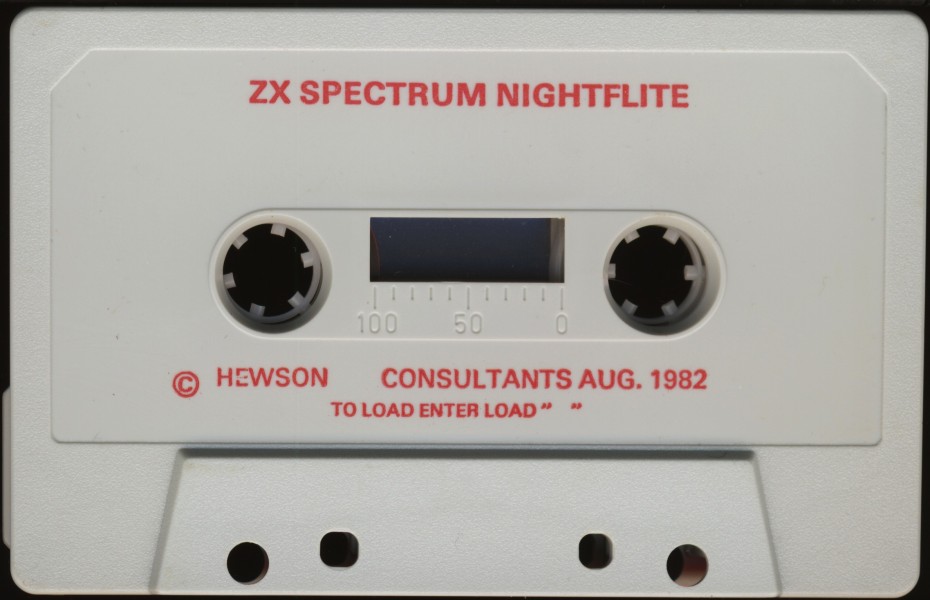 ZX SPECTRUM NIGHTFLITE
100 50 0
© HEWSON CONSULTANTS AUG. 1982
TO LOAD ENTER LOAD” ”